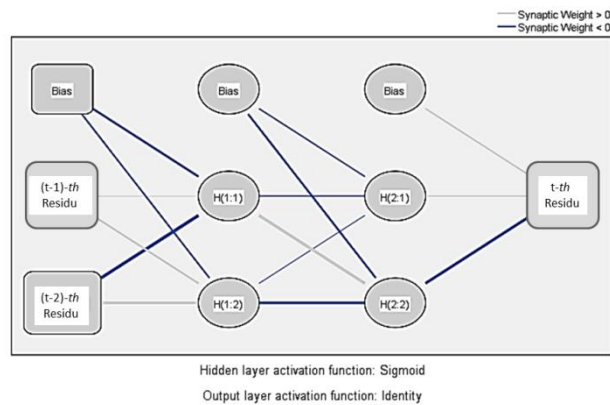 Synaptic Weight > 0
Synaptic Weight < 0
Bias
Bias
Bias
(t-1)-th
Residu
H(1:1)
H(2:1)
t-th
Residu
(t-2)-th
Residu
H(1:2)
H(2:2)
Hidden layer activation function: Sigmoid
Output layer activation function: Identity